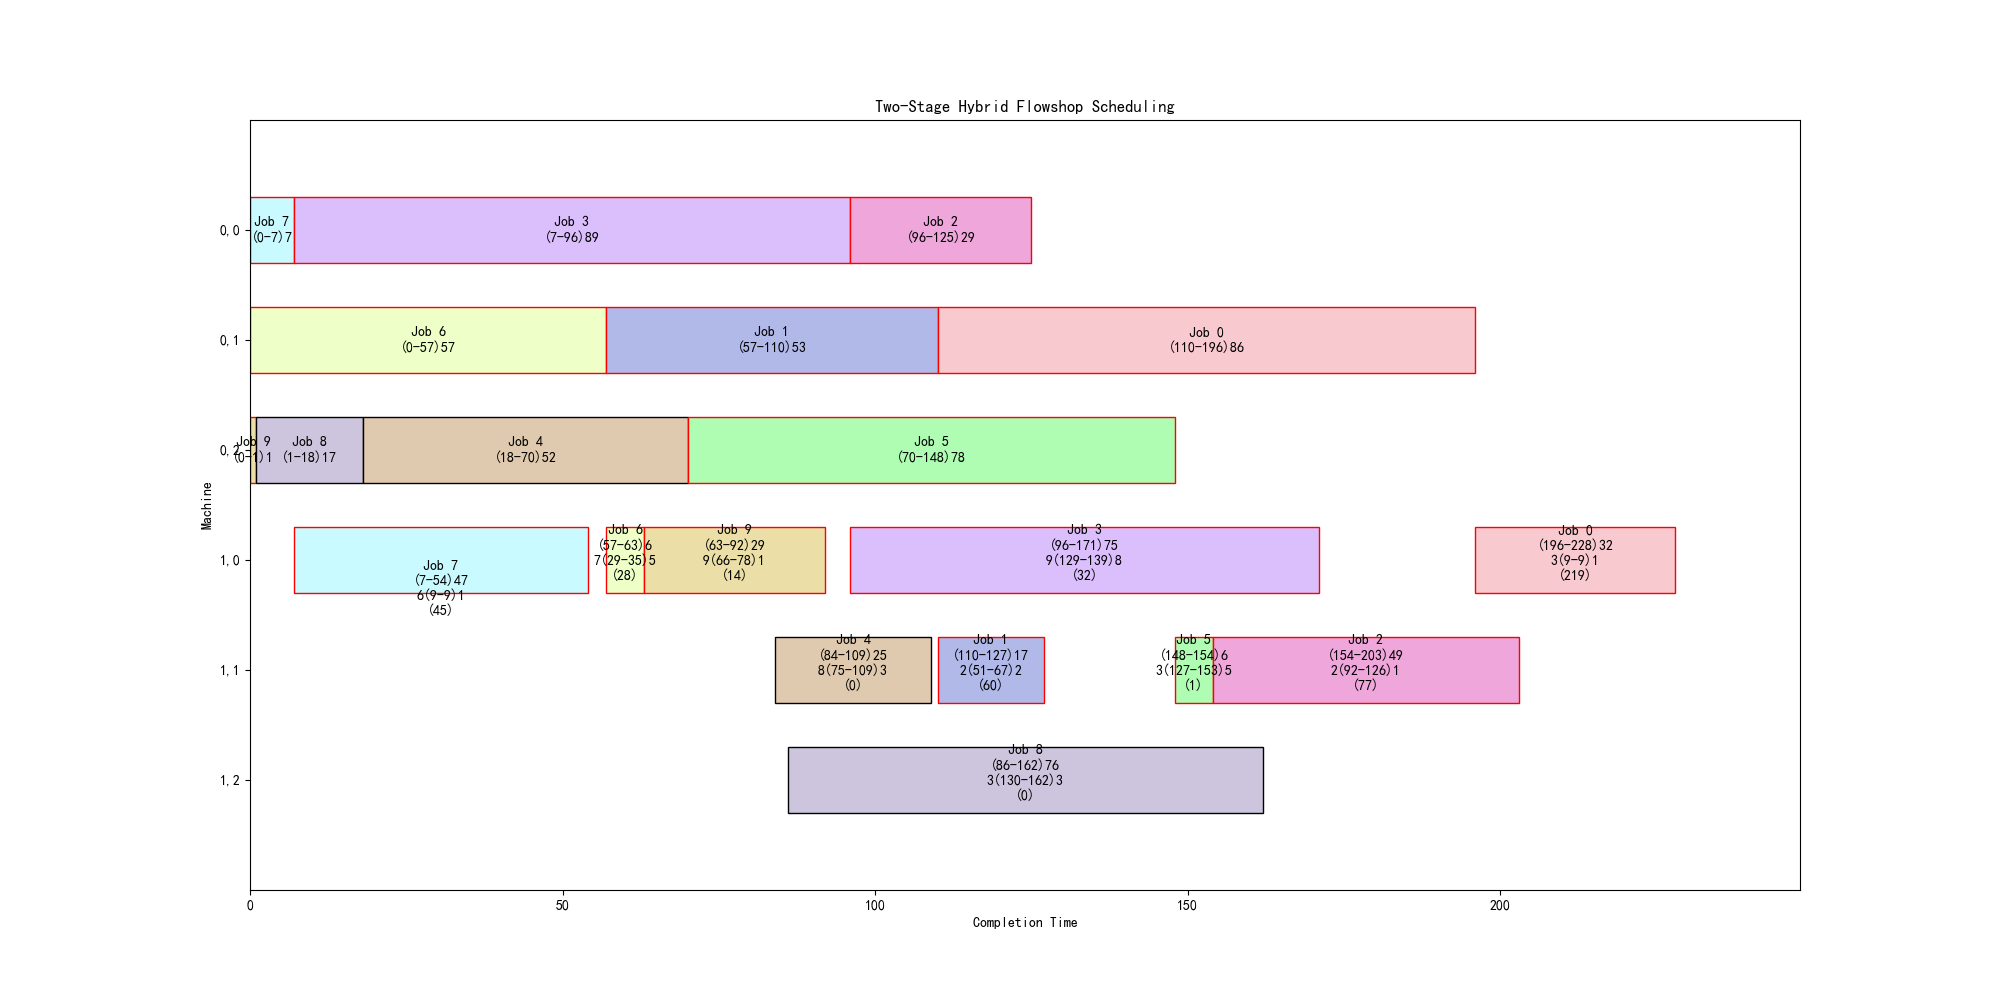 Two-Stage Hybrid Flowshop Scheduling
Machine
0,0
Job 7
(0-7)7
Job 3
(7-96)89
Job 2
(96-125)29
0,1
Job 6
(0-57)57
Job 1
(57-110)53
Job 0
(110-196)86
0,2
Job 9
(0-1)1
Job 8
(1-18)17
Job 4
(18-70)52
Job 5
(70-148)78
1,0
Job 7
(7-54)47
6(9-9)1
(45)
Job 6
(57-63)6
7(29-35)5
(28)
Job 9
(63-92)29
9(66-78)1
(14)
Job 3
(96-171)75
9(129-139)8
(32)
Job 0
(196-228)32
3(9-9)1
(219)
1,1
Job 4
(84-109)25
8(75-109)3
(0)
Job 1
(110-127)17
2(51-67)2
(60)
Job 5
(148-154)6
3(127-153)5
(1)
Job 2
(154-203)49
2(92-126)1
(77)
1,2
Job 8
(86-162)76
3(130-162)3
(0)
0 50 100 150 200
Completion Time